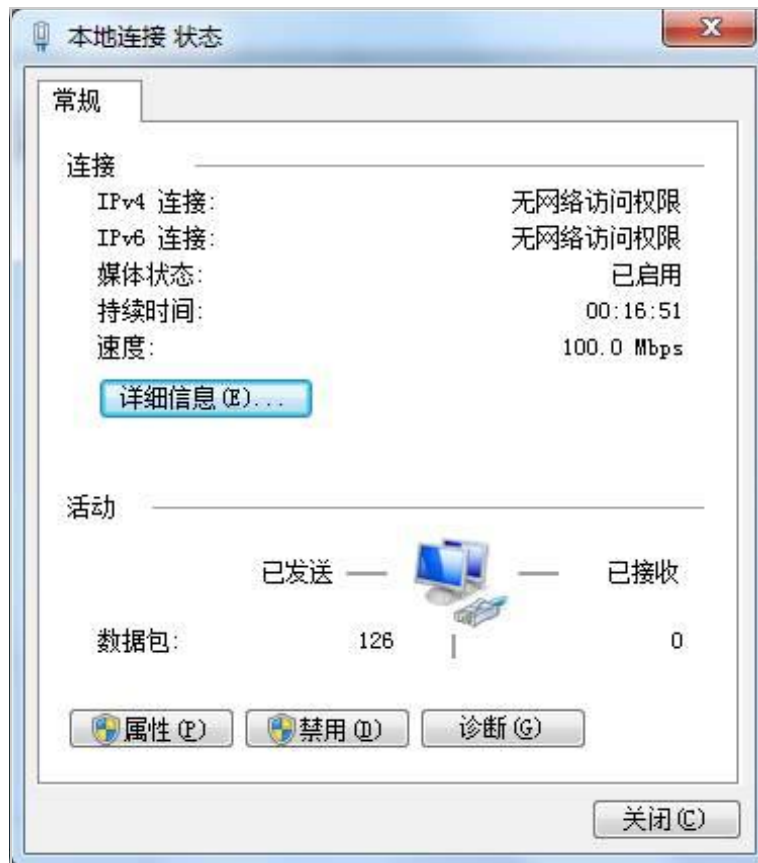 本地连接 状态
常规
连接
IPv4 连接: 无网络访问权限
IPv6 连接: 无网络访问权限
媒体状态: 已启用
持续时间: 00:16:51
速度: 100.0 Mbps
详细信息(E)...
活动
已发送 — — 已接收
数据包: 126 0
属性(P) 禁用(D) 诊断(G)
关闭(C)